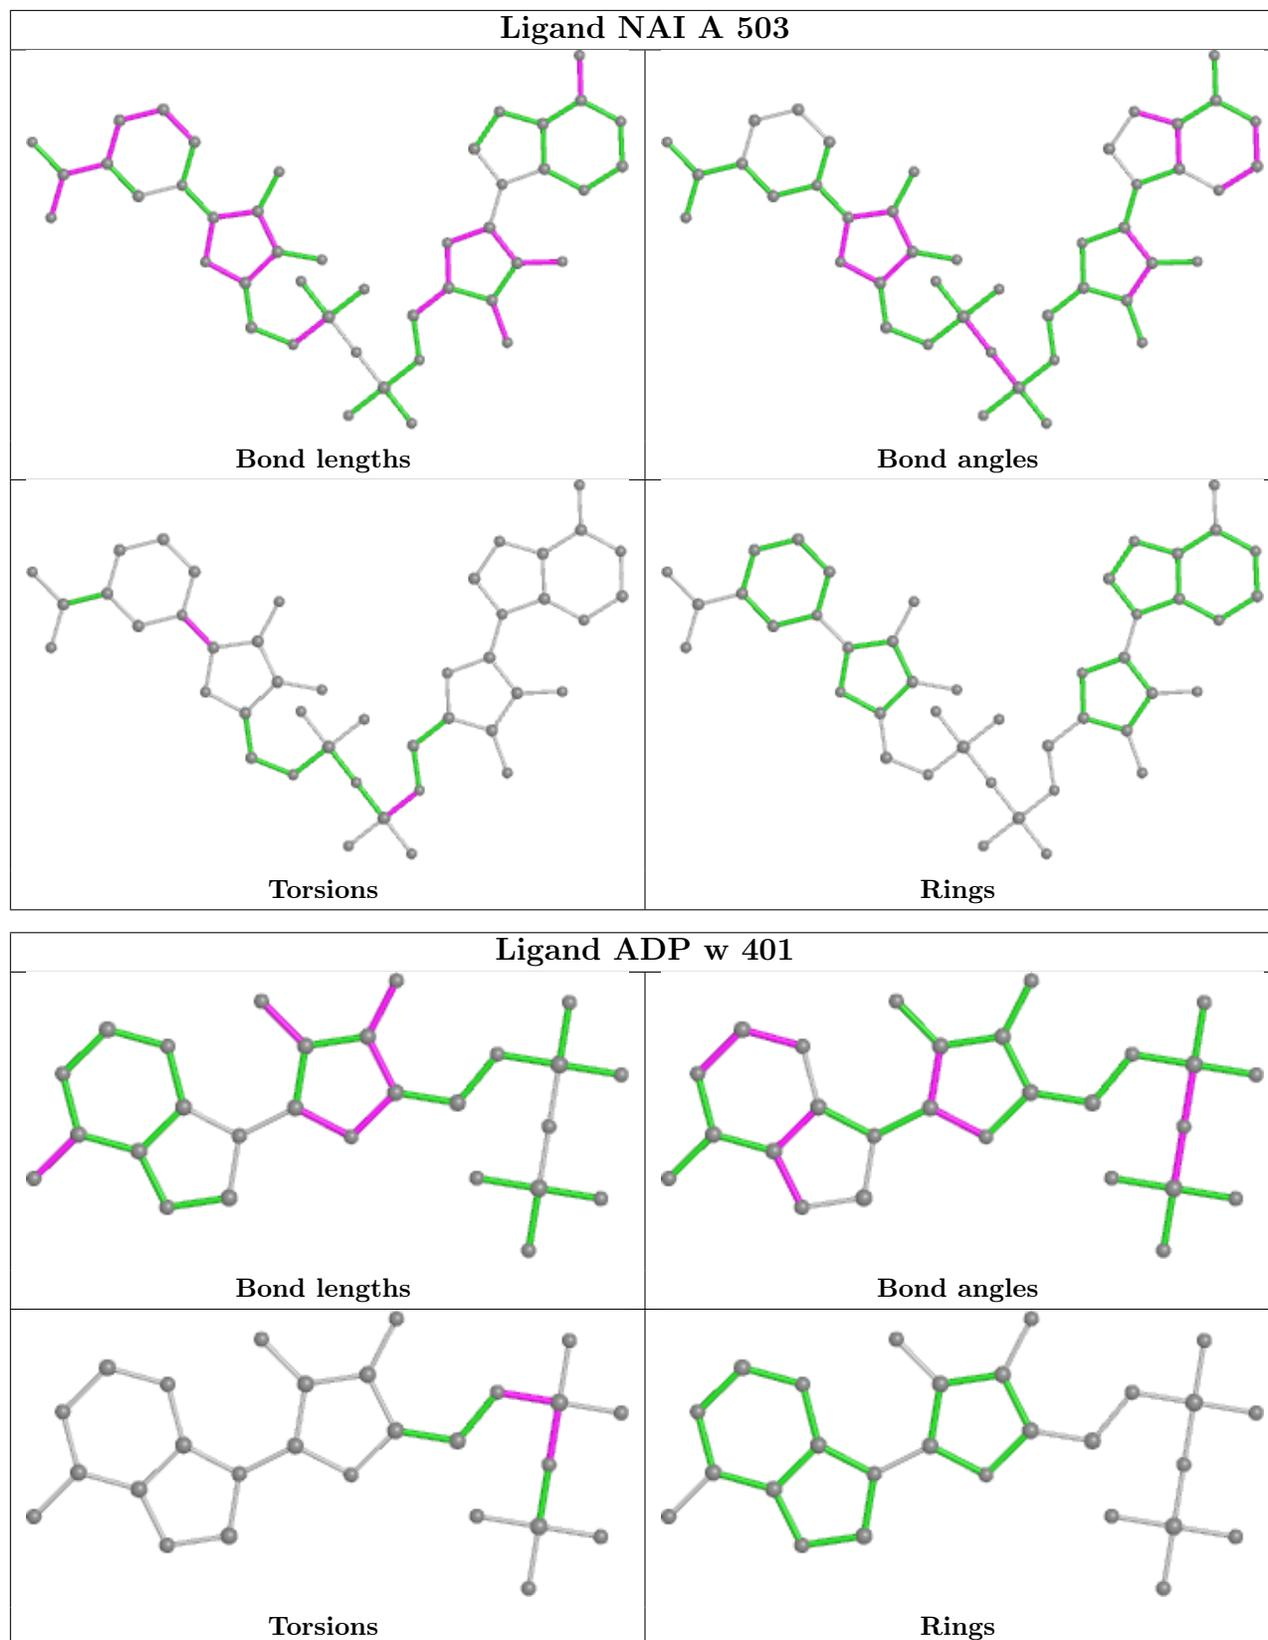 Ligand NAI A 503
Bond lengths
Bond angles
Torsions
Rings
Ligand ADP w 401
Bond lengths
Bond angles
Torsions
Rings